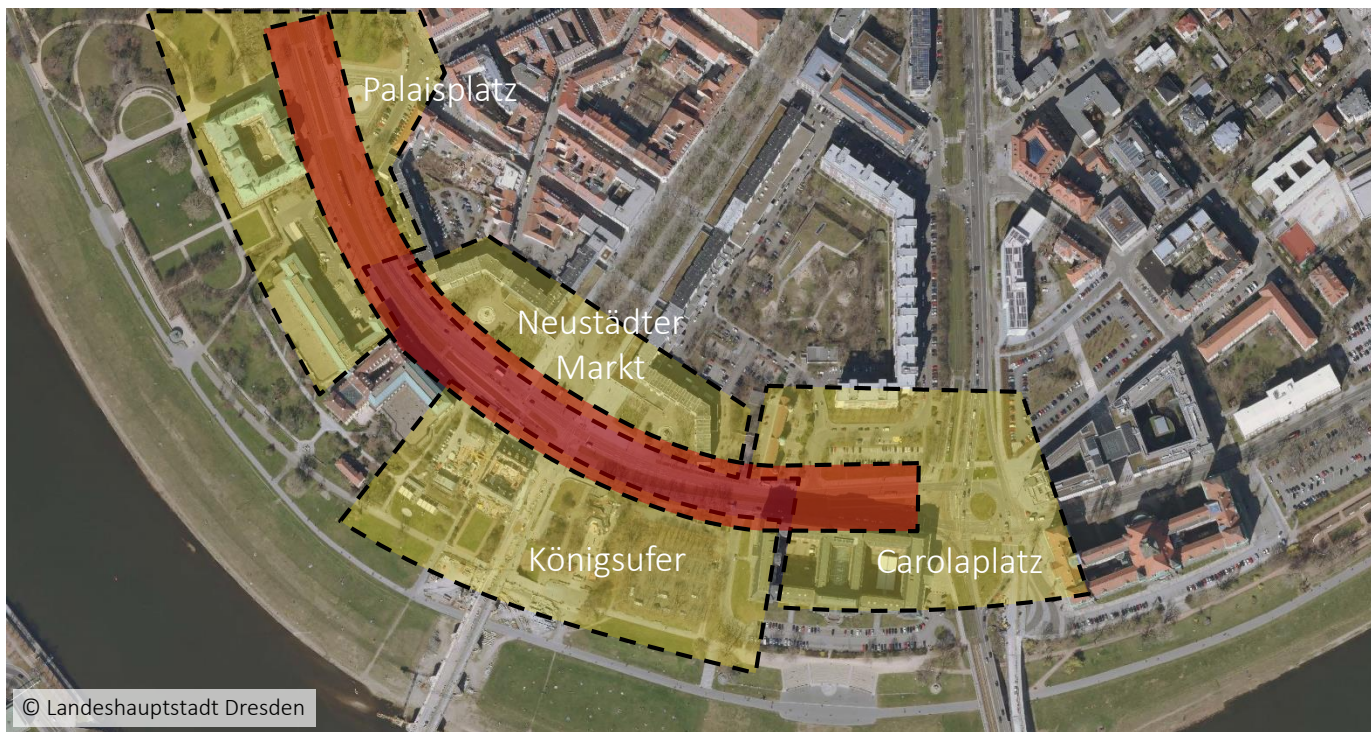 Palaisplatz
Neustädter
Markt
Königsufer
Carolaplatz
© Landeshauptstadt Dresden